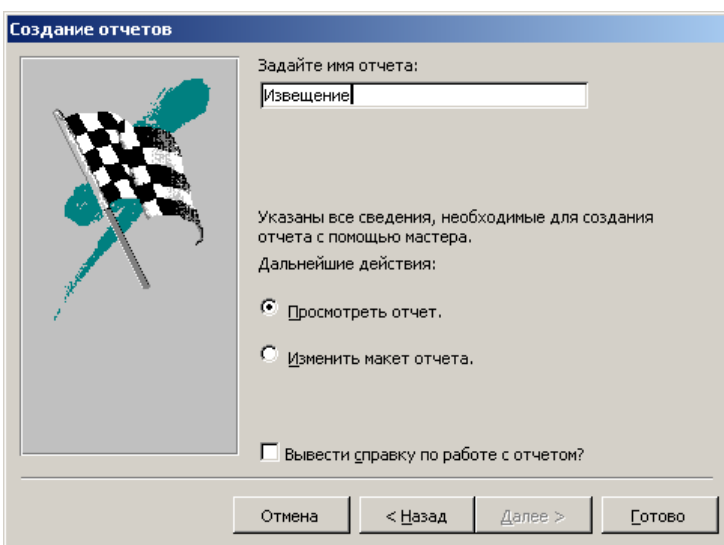 Создание отчетов
Задайте имя отчета:
Извещение
Указаны все сведения, необходимые для создания
отчета с помощью мастера.
Дальнейшие действия:
Просмотреть отчет.
Изменить макет отчета.
Вывести справку по работе с отчетом?
Отмена
< Назад
Далее >
Готово